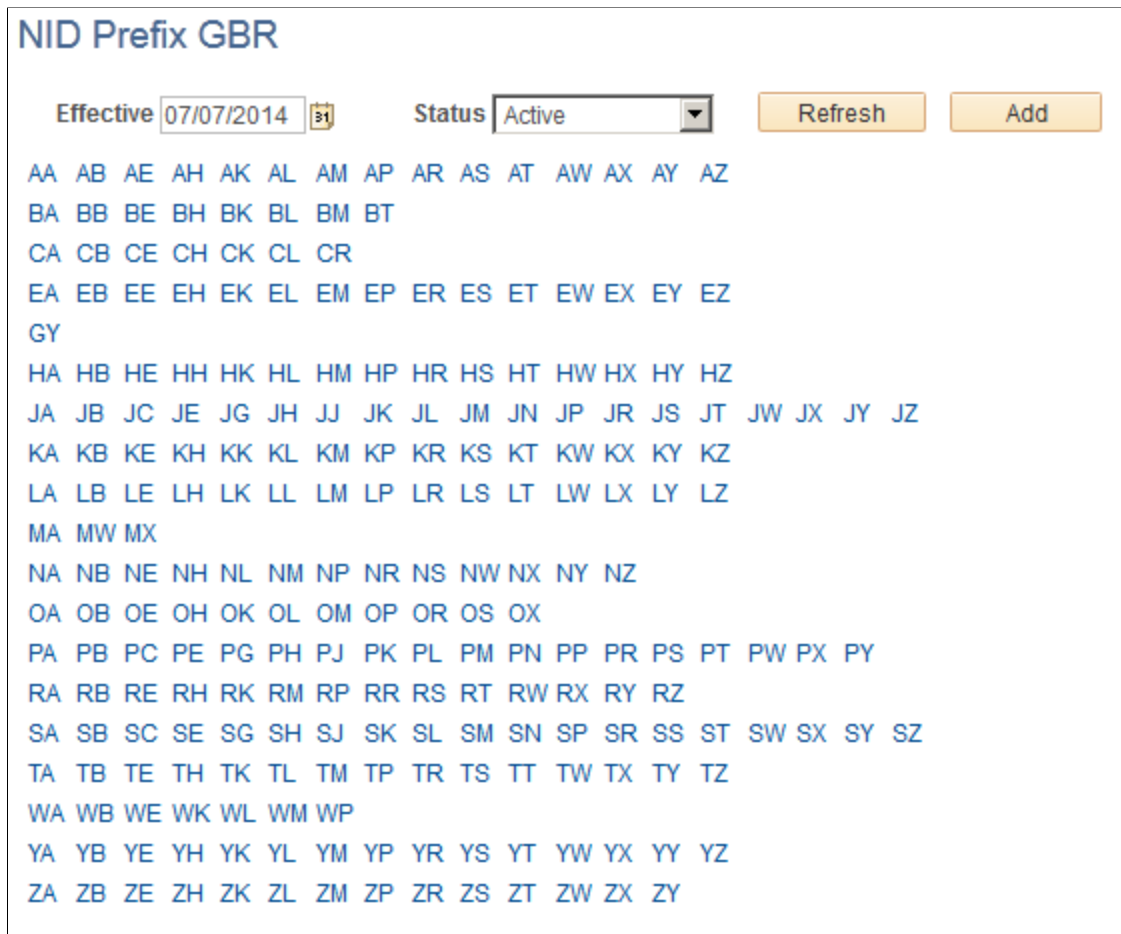 NID Prefix GBR
Effective 07/07/2014 31 Status Active Refresh Add
AA AB AE AH AK AL AM AP AR AS AT AW AX AY AZ
BA BB BE BH BK BL BM BT
CA CB CE CH CK CL CR
EA EB EE EH EK EL EM EP ER ES ET EW EX EY EZ
GY
HA HB HE HH HK HL HM HP HR HS HT HW HX HY HZ
JA JB JC JE JG JH JJ JK JL JM JN JP JR JS JT JW JX JY JZ
KA KB KE KH KK KL KM KP KR KS KT KW KX KY KZ
LA LB LE LH LK LL LM LP LR LS LT LW LX LY LZ
MA MW MX
NA NB NE NH NL NM NP NR NS NW NX NY NZ
OA OB OE OH OK OL OM OP OR OS OX
PA PB PC PE PG PH PJ PK PL PM PN PP PR PS PT PW PX PY
RA RB RE RH RK RM RP RR RS RT RW RX RY RZ
SA SB SC SE SG SH SJ SK SL SM SN SP SR SS ST SW SX SY SZ
TA TB TE TH TK TL TM TP TR TS TT TW TX TY TZ
WA WB WE WK WL WM WP
YA YB YE YH YK YL YM YP YR YS YT YW YX YY YZ
ZA ZB ZE ZH ZK ZL ZM ZP ZR ZS ZT ZW ZX ZY